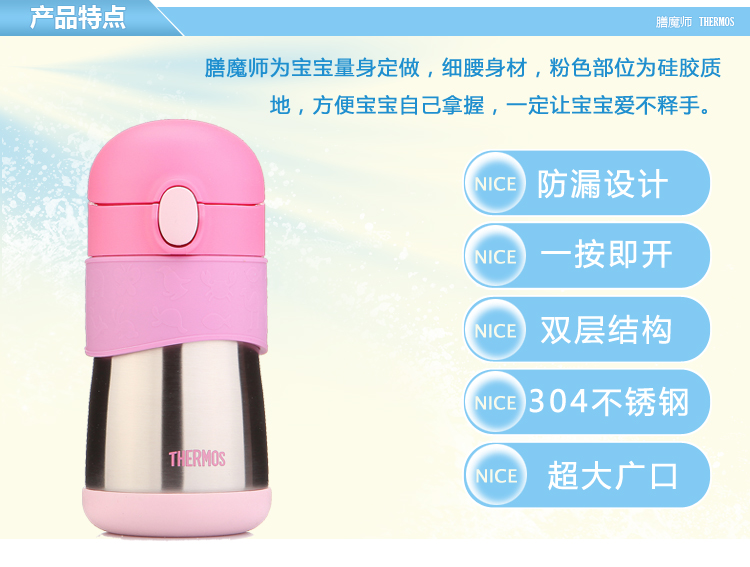 产品特点
膳魔师 THERMOS
膳魔师为宝宝量身定做，细腰身材，粉色部位为硅胶质
地，方便宝宝自己拿握，一定让宝宝爱不释手。
NICE 防漏设计
NICE 一按即开
NICE 双层结构
NICE 304不锈钢
NICE 超大广口
THERMOS